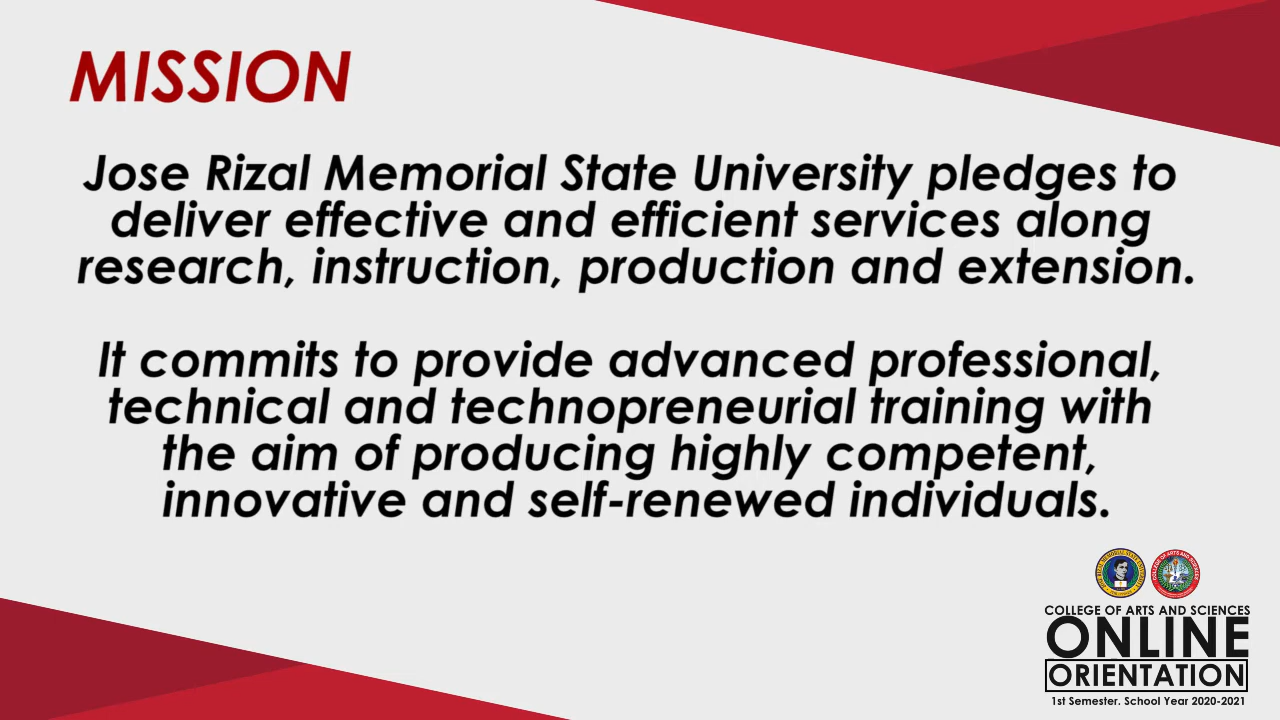 MISSION
Jose Rizal Memorial State University pledges to
deliver effective and efficient services along
research, instruction, production and extension.
It commits to provide advanced professional,
technical and technopreneurial training with
the aim of producing highly competent,
innovative and self-renewed individuals.
COLLEGE OF ARTS AND SCIENCES
ONLINE
ORIENTATION
1st Semester. School Year 2020-2021